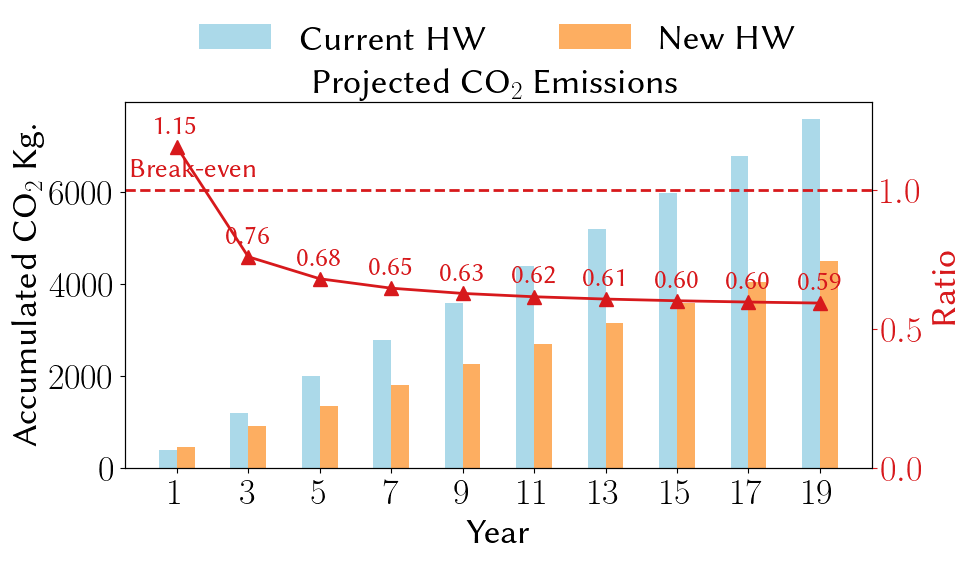 Current HW New HW
Projected CO₂ Emissions
Accumulated CO₂ Kg.
6000
4000
2000
0
Break-even
1.15
0.76
0.68
0.65
0.63
0.62
0.61
0.60
0.60
0.59
1.0
0.5
0.0
Ratio
1 3 5 7 9 11 13 15 17 19
Year